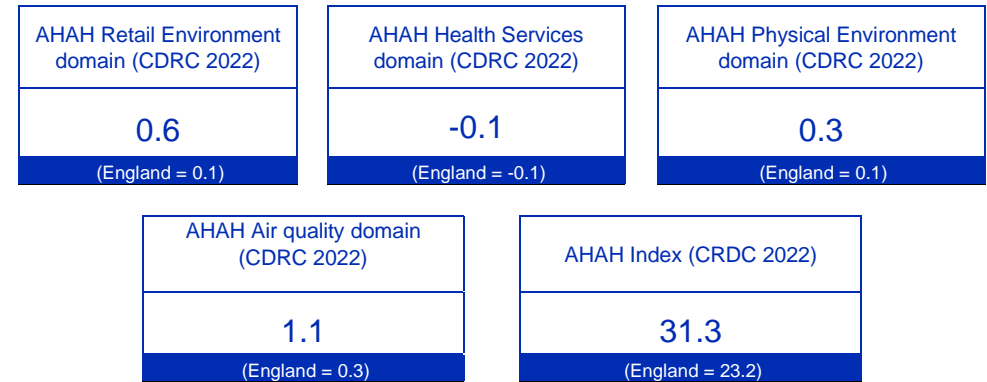 AHAH Retail Environment
domain (CDRC 2022)
0.6
(England = 0.1)
AHAH Health Services
domain (CDRC 2022)
-0.1
(England = -0.1)
AHAH Physical Environment
domain (CDRC 2022)
0.3
(England = 0.1)
AHAH Air quality domain
(CDRC 2022)
1.1
(England = 0.3)
AHAH Index (CRDC 2022)
31.3
(England = 23.2)